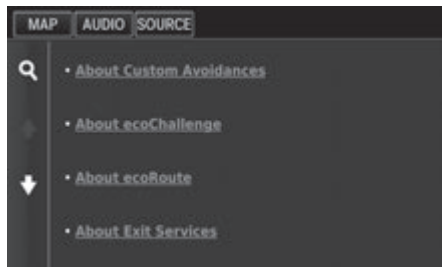 MAP AUDIO SOURCE
• About Custom Avoidances
• About ecoChallenge
• About ecoRoute
• About Exit Services